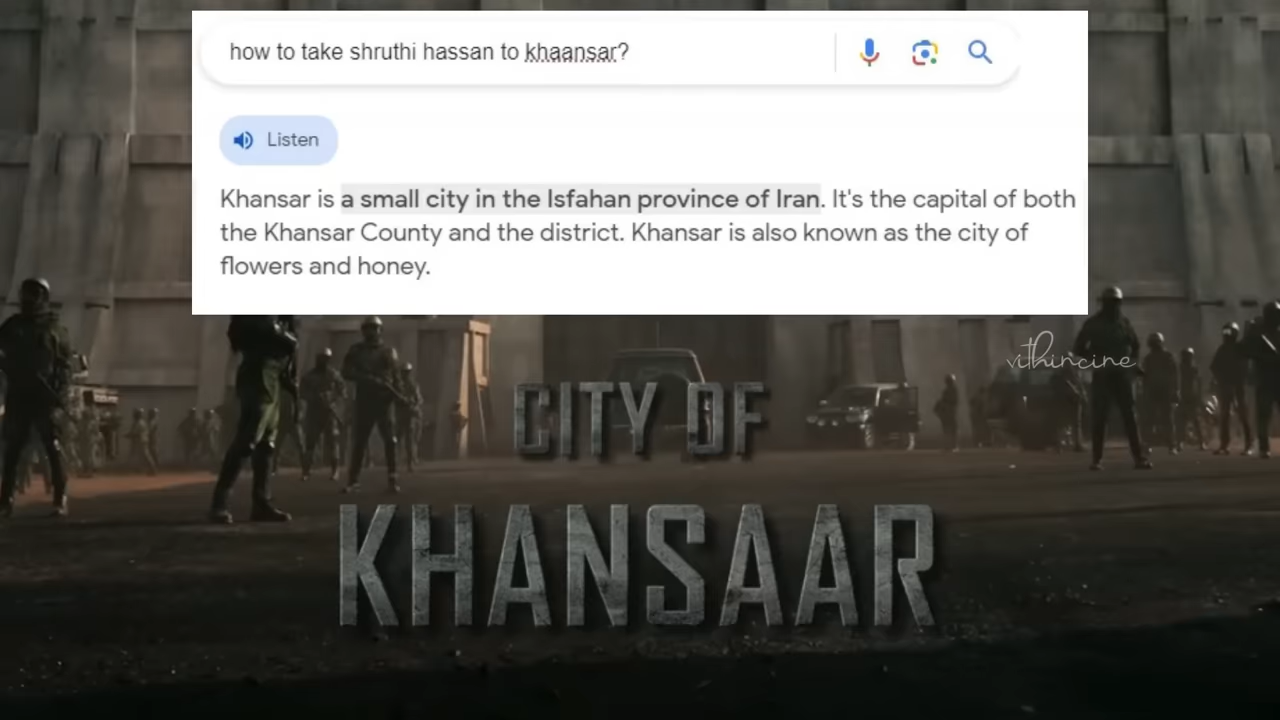 how to take shruthi hassan to khaansar?
Listen
Khansar is a small city in the Isfahan province of Iran. It's the capital of both
the Khansar County and the district. Khansar is also known as the city of
flowers and honey.
vithincine
CITY OF
KHANSAAR